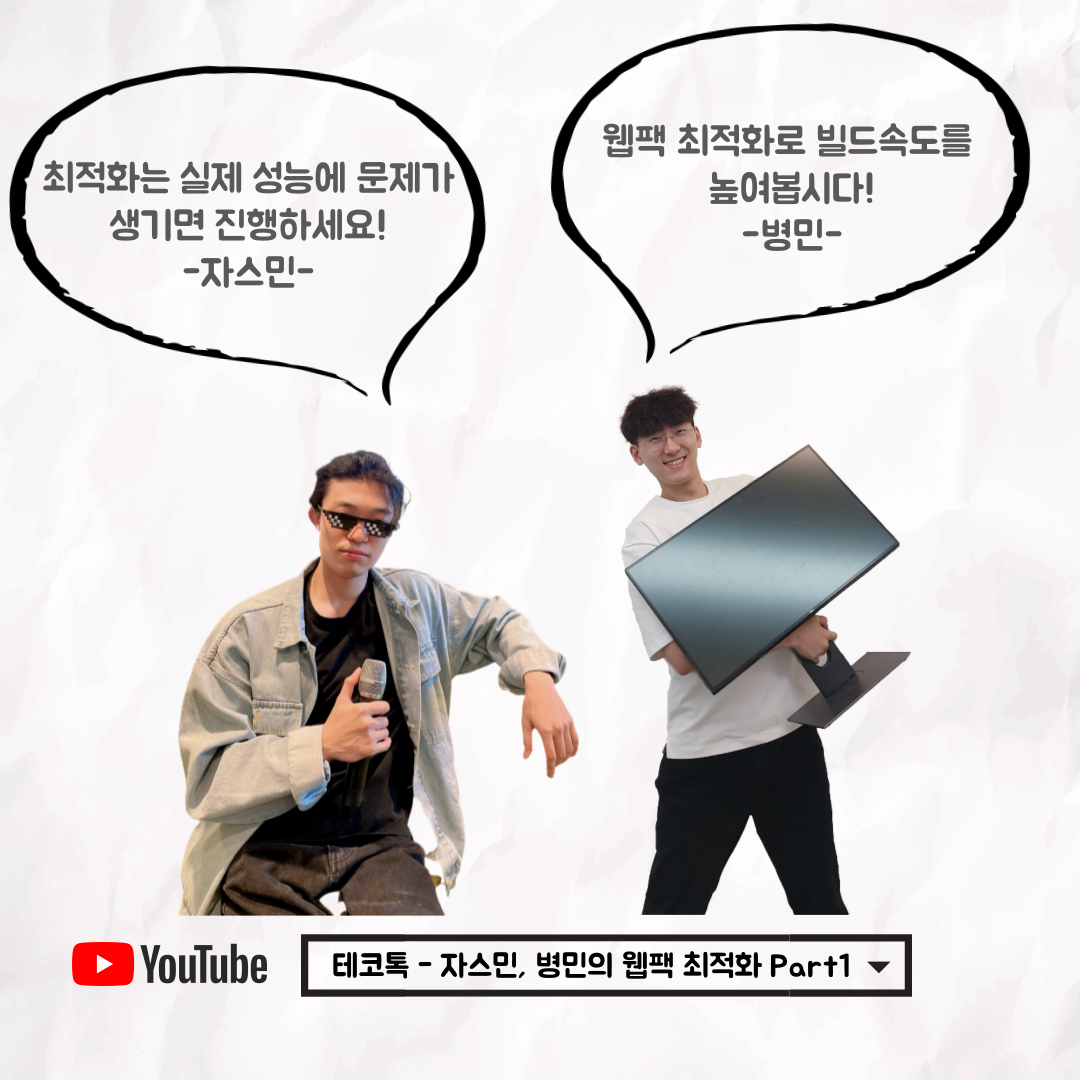 최적화는 실제 성능에 문제가
생기면 진행하세요!
-자스민-
웹팩 최적화로 빌드속도를
높여봅시다!
-병민-
YouTube
테코톡 - 자스민, 병민의 웹팩 최적화 Part1